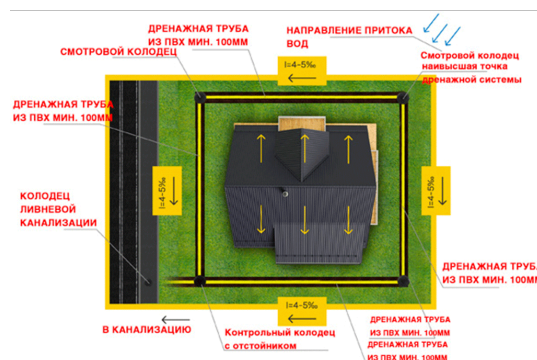 ДРЕНАЖНАЯ ТРУБА
ИЗ ПВХ МИН. 100ММ
НАПРАВЛЕНИЕ ПРИТОКА
ВОД
СМОТРОВОЙ КОЛОДЕЦ
Смотровой колодец
наивысшая точка
дренажной системы
I=4-5‰
ДРЕНАЖНАЯ ТРУБА
ИЗ ПВХ МИН. 100ММ
I=4-5‰
I=4-5‰
КОЛОДЕЦ
ЛИВНЕВОЙ
КАНАЛИЗАЦИИ
ДРЕНАЖНАЯ ТРУБА
ИЗ ПВХ МИН. 100ММ
I=4-5‰
В КАНАЛИЗАЦИЮ
Контрольный колодец
с отстойником
ДРЕНАЖНАЯ ТРУБА
ИЗ ПВХ МИН. 100ММ
ДРЕНАЖНАЯ ТРУБА
ИЗ ПВХ МИН. 100ММ